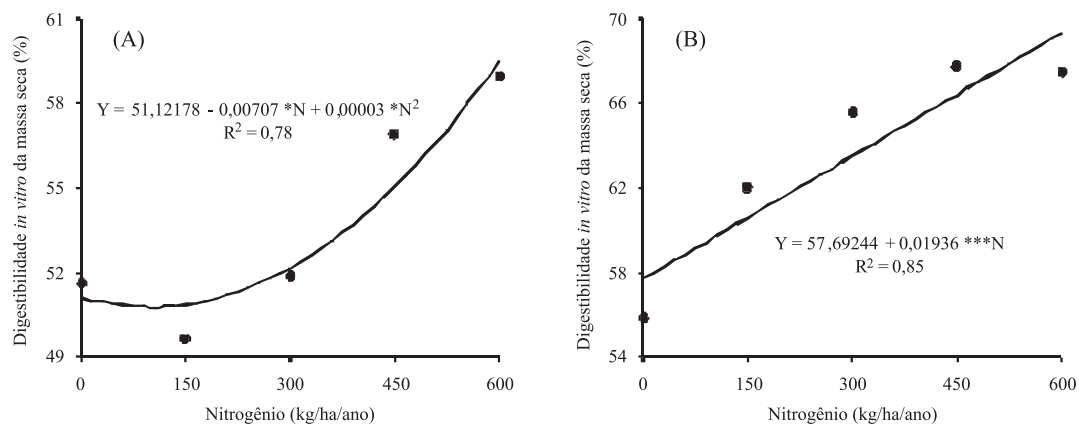 (A)
Digestibilidade in vitro da massa seca (%)
61
58
55
52
49
Y = 51,12178 - 0,00707 *N + 0,00003 *N²
R² = 0,78
0 150 300 450 600
Nitrogênio (kg/ha/ano)
(B)
Digestibilidade in vitro da massa seca (%)
70
66
62
58
54
Y = 57,69244 + 0,01936 ***N
R² = 0,85
0 150 300 450 600
Nitrogênio (kg/ha/ano)